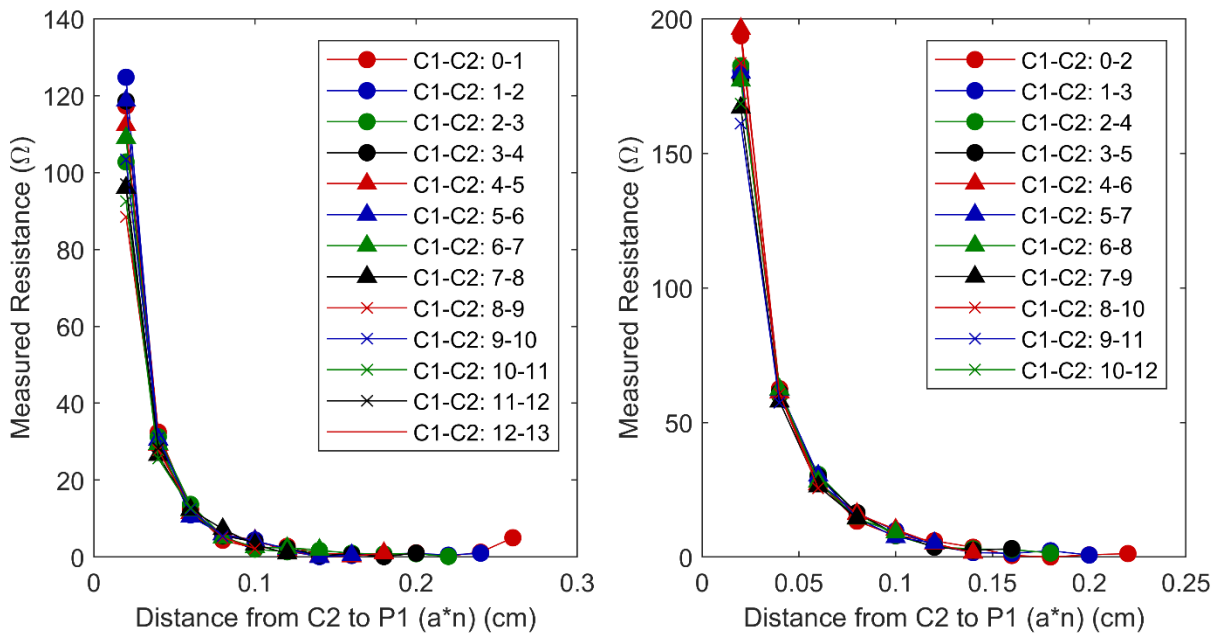 140
120
100
80
60
40
20
0
Measured Resistance (Ω)
0
0.1
0.2
0.3
Distance from C2 to P1 (a*n) (cm)
C1-C2: 0-1
C1-C2: 1-2
C1-C2: 2-3
C1-C2: 3-4
C1-C2: 4-5
C1-C2: 5-6
C1-C2: 6-7
C1-C2: 7-8
C1-C2: 8-9
C1-C2: 9-10
C1-C2: 10-11
C1-C2: 11-12
C1-C2: 12-13
200
150
100
50
0
Measured Resistance (Ω)
0
0.05
0.1
0.15
0.2
0.25
Distance from C2 to P1 (a*n) (cm)
C1-C2: 0-2
C1-C2: 1-3
C1-C2: 2-4
C1-C2: 3-5
C1-C2: 4-6
C1-C2: 5-7
C1-C2: 6-8
C1-C2: 7-9
C1-C2: 8-10
C1-C2: 9-11
C1-C2: 10-12